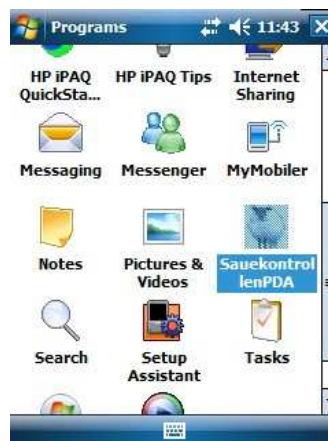 Programs 11:43
HP iPAQ HP iPAQ Tips Internet
QuickSta... Sharing
Messaging Messenger MyMobiler
Notes Pictures & Sauekontrol
Videos lenPDA
Search Setup Tasks
Assistant